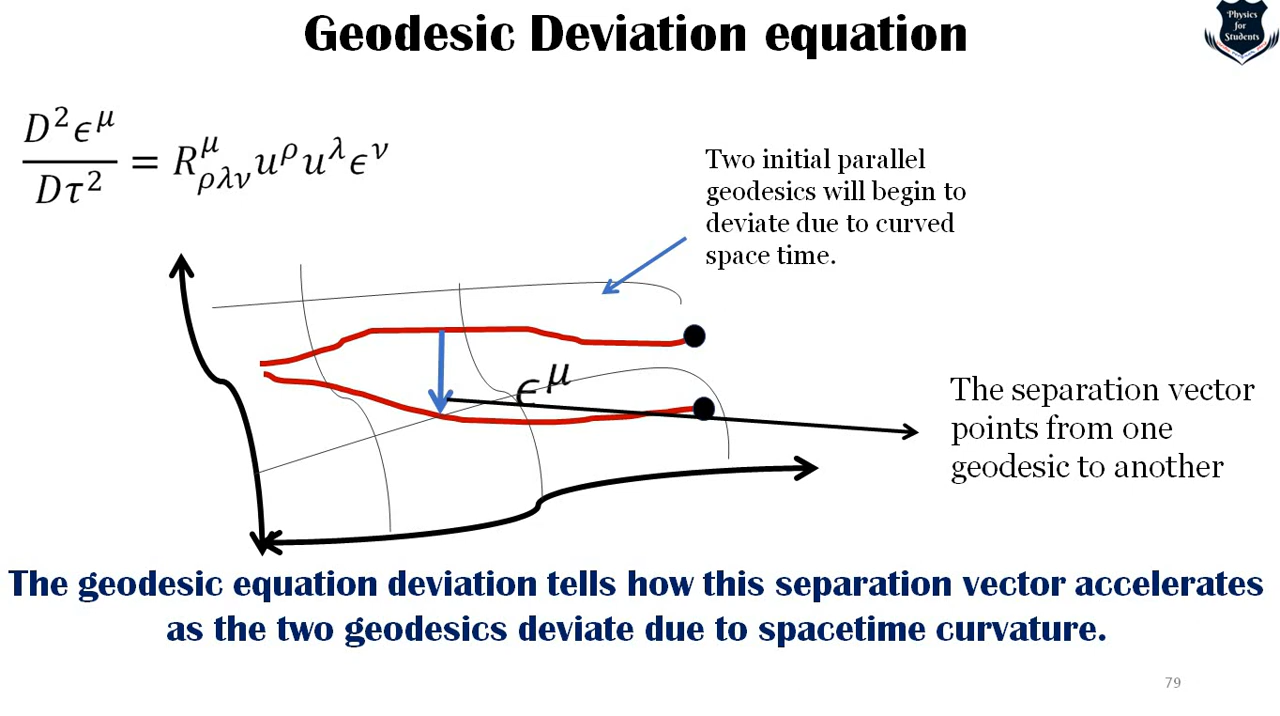 Geodesic Deviation equation
Physics
for
Students
D²ϵ^μ / Dτ² = R^μ_ρλν u^ρ u^λ ϵ^ν
Two initial parallel
geodesics will begin to
deviate due to curved
space time.
ϵ^μ
The separation vector
points from one
geodesic to another
The geodesic equation deviation tells how this separation vector accelerates
as the two geodesics deviate due to spacetime curvature.
79